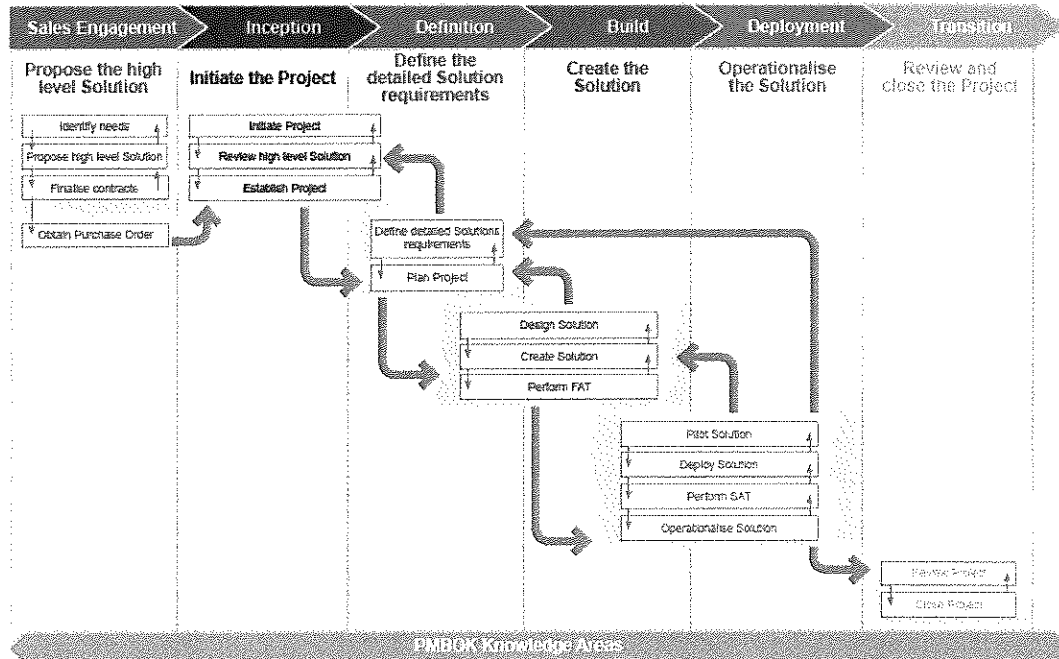 Sales Engagement
Inception
Definition
Build
Deployment
Transition
Propose the high
level Solution
Initiate the Project
Define the
detailed Solution
requirements
Create the
Solution
Operationalise
the Solution
Review and
close the Project
Identify needs
Propose high level Solution
Finalise contracts
Obtain Purchase Order
Initiate Project
Review high level Solution
Establish Project
Define detailed Solutions
requirements
Plan Project
Design Solution
Create Solution
Perform FAT
Pilot Solution
Deploy Solution
Perform SAT
Operationalise Solution
Review Project
Close Project
PMBOK Knowledge Areas